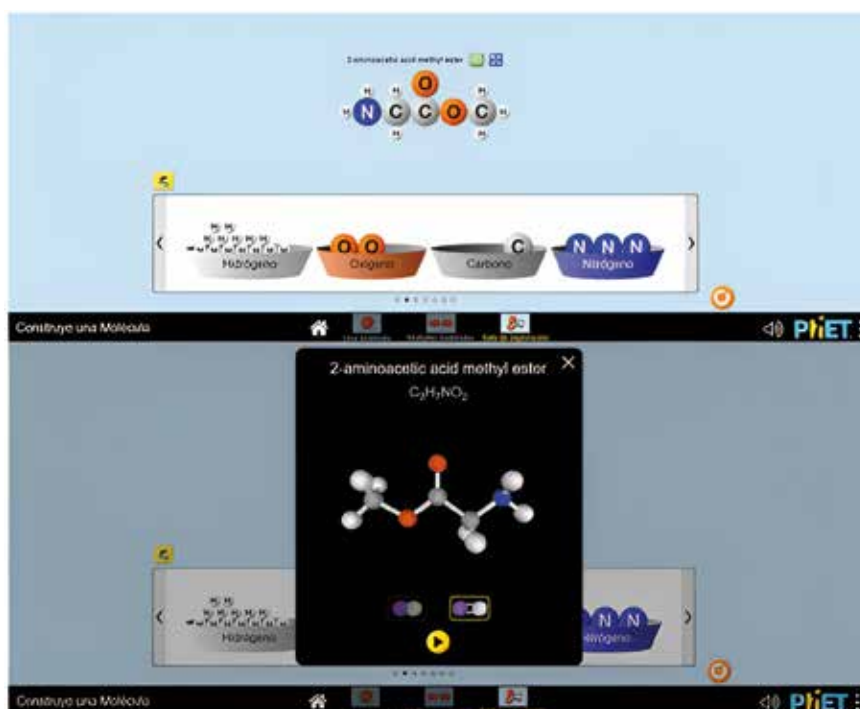 2-aminoacetic acid methyl ester
O
H N C C O C H
H H H
H H H
O O
C
N N N
Hidrógeno
Oxígeno
Carbono
Nitrógeno
Construye una Molécula
PhET
2-aminoacetic acid methyl ester
C3H7NO2
N N
Hidrógeno
Construye una Molécula
PhET